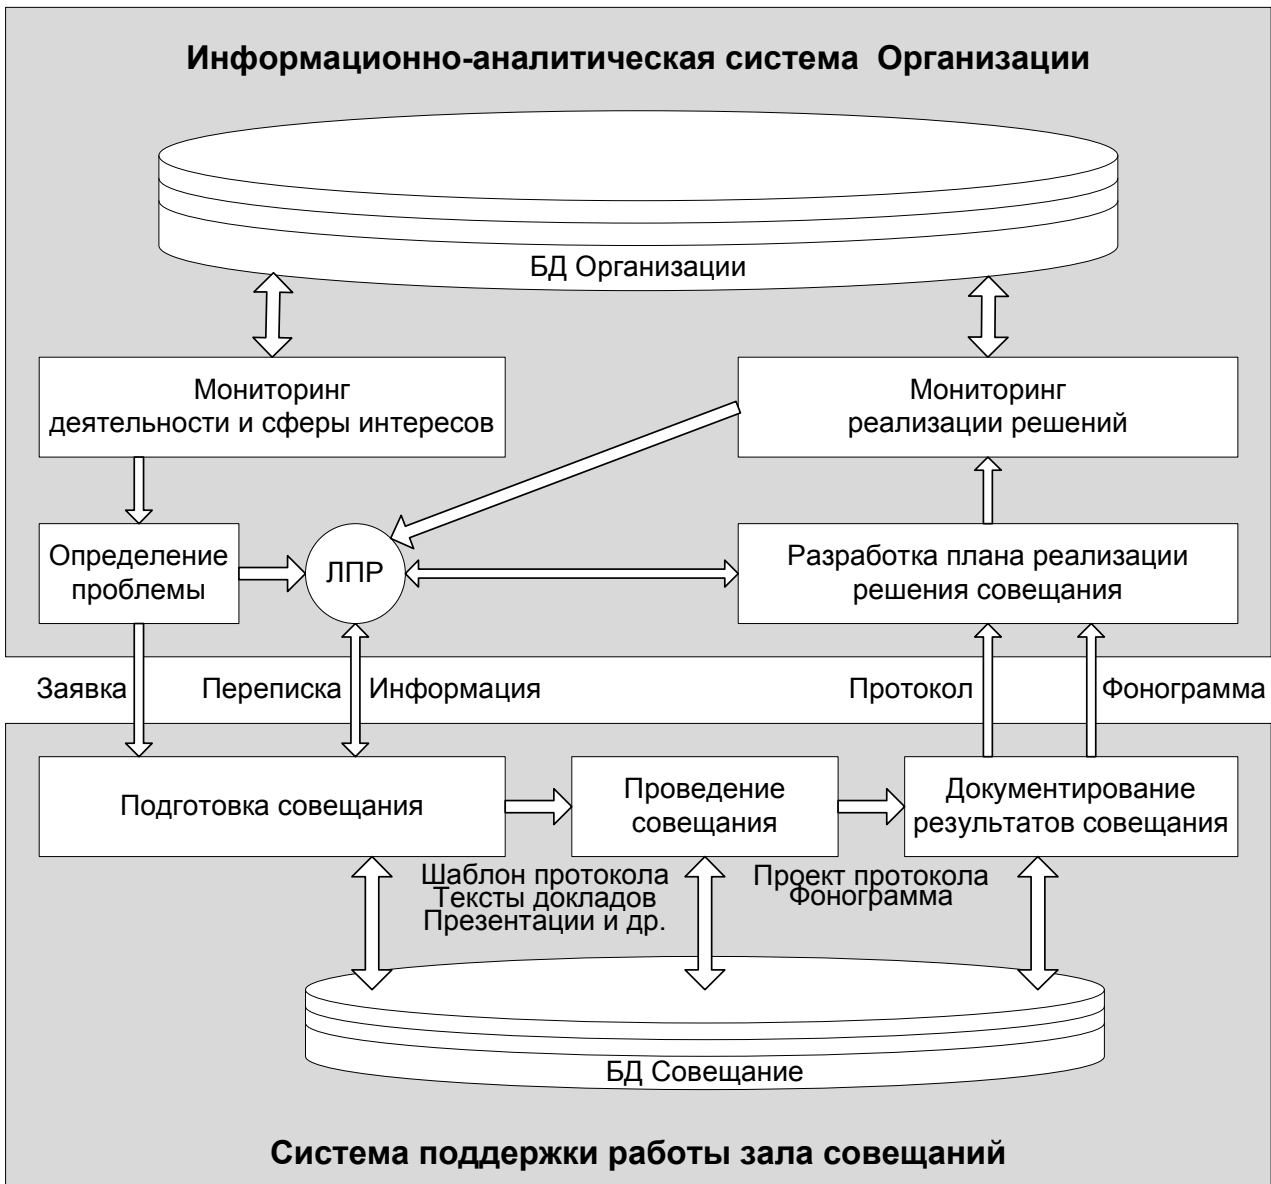 Информационно-аналитическая система Организации
БД Организации
Мониторинг
деятельности и сферы интересов
Мониторинг
реализации решений
Определение
проблемы
ЛПР
Разработка плана реализации
решения совещания
Заявка
Переписка
Информация
Протокол
Фонограмма
Подготовка совещания
Проведение
совещания
Документирование
результатов совещания
Шаблон протокола
Тексты докладов
Презентации и др.
Проект протокола
Фонограмма
БД Совещание
Система поддержки работы зала совещаний